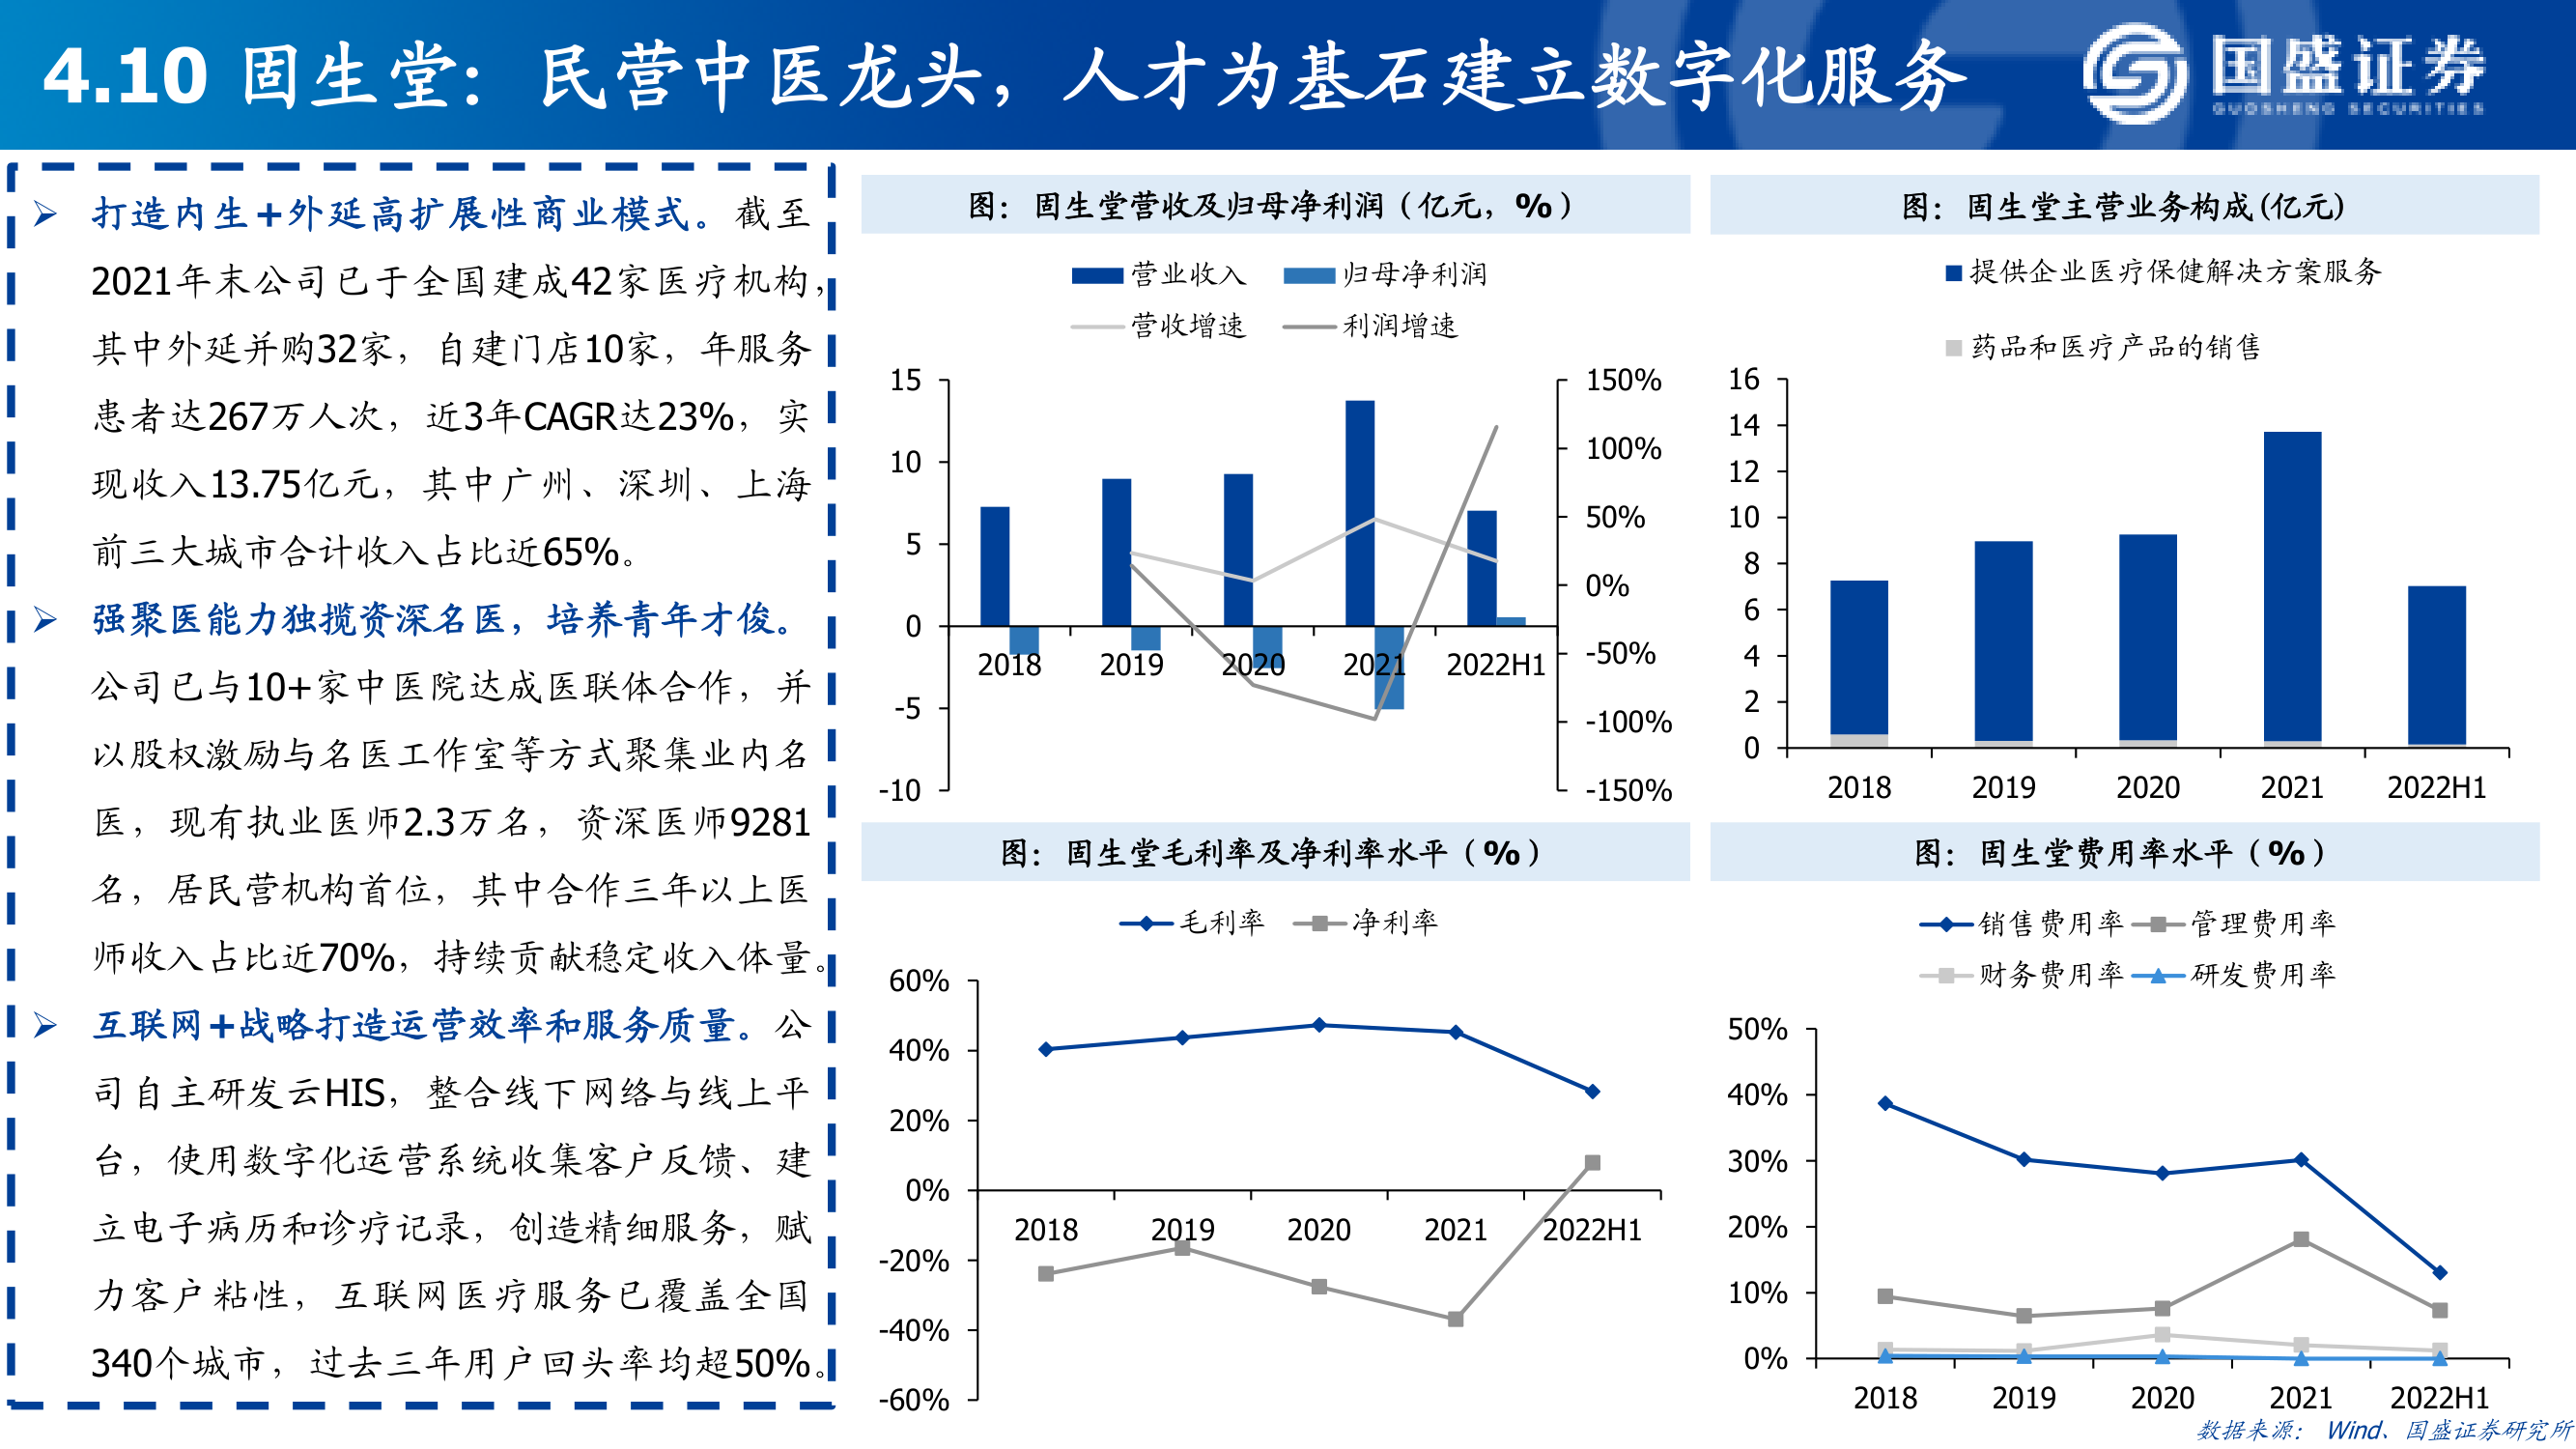 4.10 固生堂：民营中医龙头，人才为基石建立数字化服务
国盛证券
GUOSHENG SECURITIES
➢ 打造内生+外延高扩展性商业模式。截至
2021年末公司已于全国建成42家医疗机构，
其中外延并购32家，自建门店10家，年服务
患者达267万人次，近3年CAGR达23%，实
现收入13.75亿元，其中广州、深圳、上海
前三大城市合计收入占比近65%。
➢ 强聚医能力独揽资深名医，培养青年才俊。
公司已与10+家中医院达成医联体合作，并
以股权激励与名医工作室等方式聚集业内名
医，现有执业医师2.3万名，资深医师9281
名，居民营机构首位，其中合作三年以上医
师收入占比近70%，持续贡献稳定收入体量。
➢ 互联网+战略打造运营效率和服务质量。公
司自主研发云HIS，整合线下网络与线上平
台，使用数字化运营系统收集客户反馈、建
立电子病历和诊疗记录，创造精细服务，赋
力客户粘性，互联网医疗服务已覆盖全国
340个城市，过去三年用户回头率均超50%。
图：固生堂营收及归母净利润（亿元，%）
营业收入 归母净利润
营收增速 利润增速
15
10
5
0
-5
-10
150%
100%
50%
0%
-50%
-100%
-150%
2018 2019 2020 2021 2022H1
图：固生堂主营业务构成(亿元)
提供企业医疗保健解决方案服务
药品和医疗产品的销售
16
14
12
10
8
6
4
2
0
2018 2019 2020 2021 2022H1
图：固生堂毛利率及净利率水平（%）
毛利率 净利率
60%
40%
20%
0%
-20%
-40%
-60%
2018 2019 2020 2021 2022H1
图：固生堂费用率水平（%）
销售费用率 管理费用率
财务费用率 研发费用率
50%
40%
30%
20%
10%
0%
2018 2019 2020 2021 2022H1
数据来源：Wind、国盛证券研究所